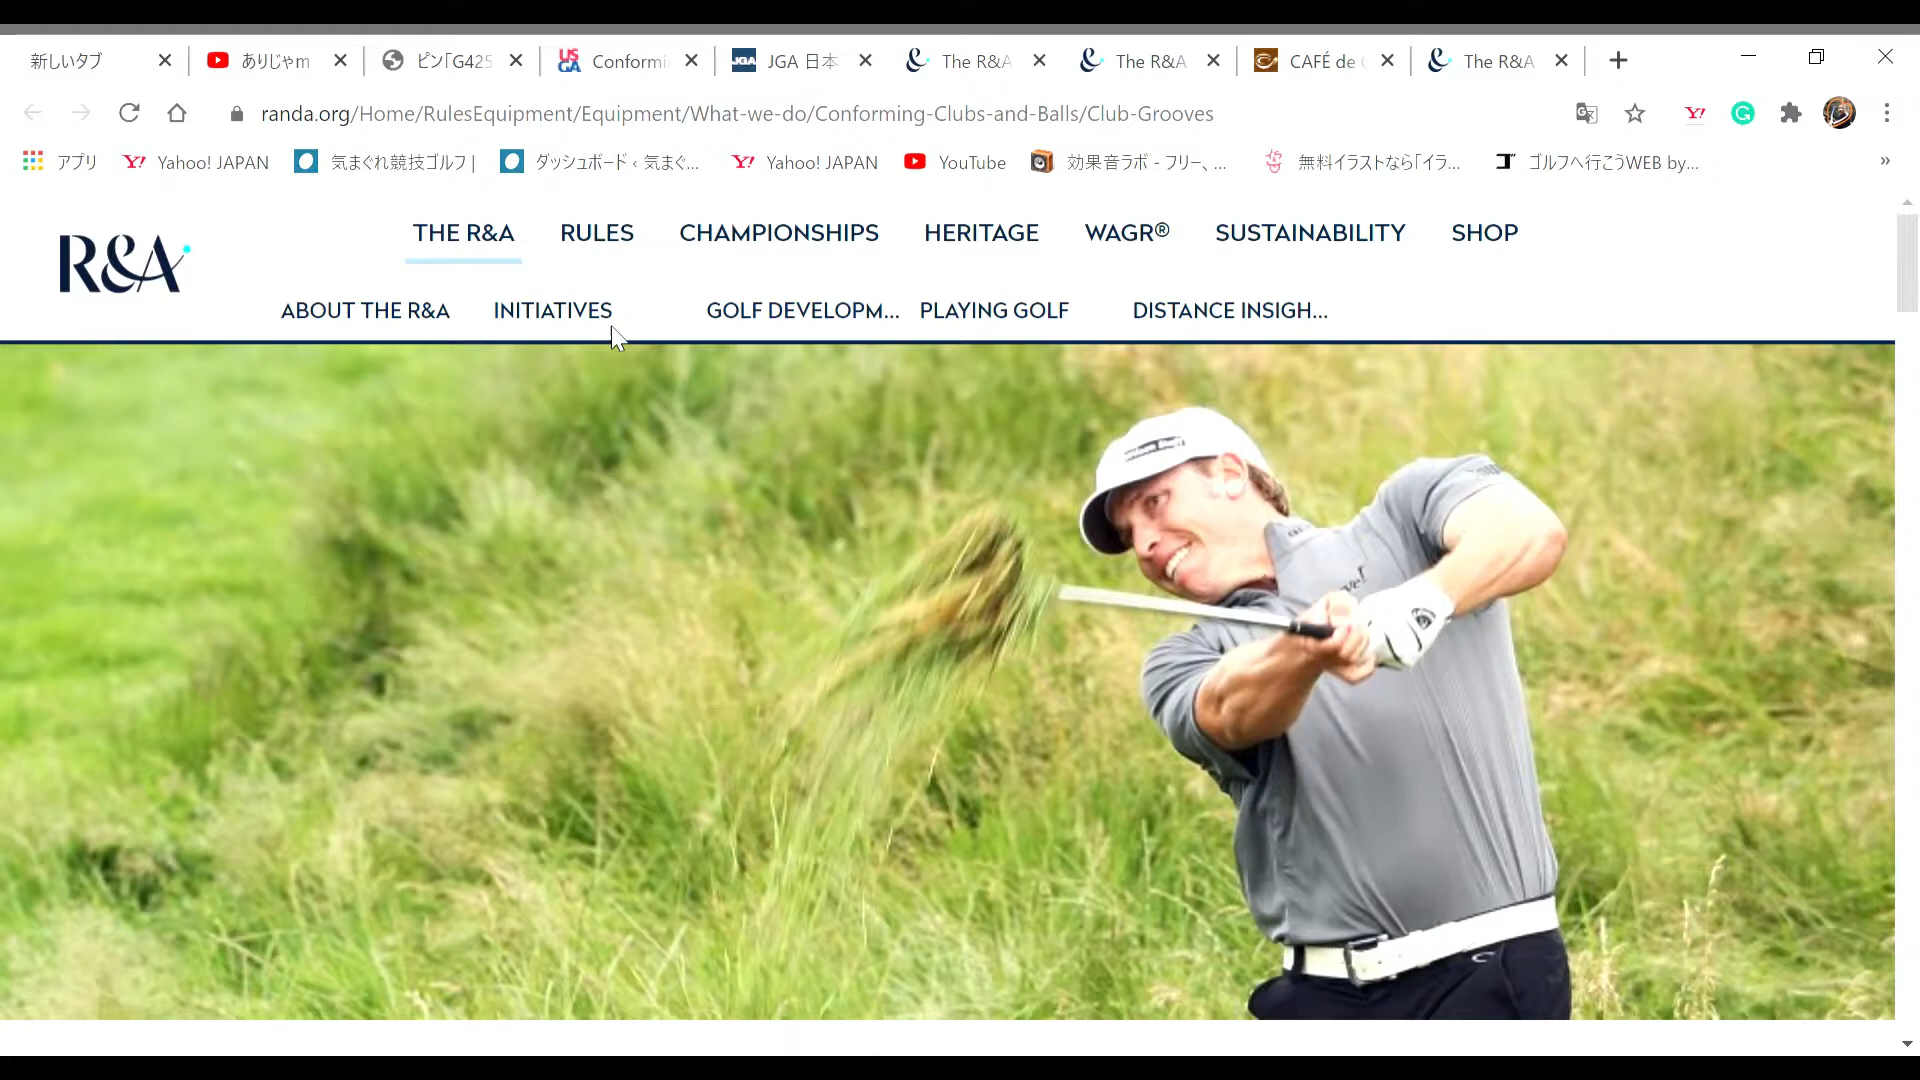 新しいタブ ありじゃm ピン「G425 Conformi JGA 日本 The R&A The R&A CAFÉ de The R&A
randa.org/Home/RulesEquipment/Equipment/What-we-do/Conforming-Clubs-and-Balls/Club-Grooves
アプリ Yahoo! JAPAN 気まぐれ競技ゴルフ | ダッシュボード ‹ 気まぐ... Yahoo! JAPAN YouTube 効果音ラボ - フリー、... 無料イラストなら「イラ... ゴルフへ行こうWEB by... »
R&A
THE R&A RULES CHAMPIONSHIPS HERITAGE WAGR® SUSTAINABILITY SHOP
ABOUT THE R&A INITIATIVES GOLF DEVELOPM... PLAYING GOLF DISTANCE INSIGH...